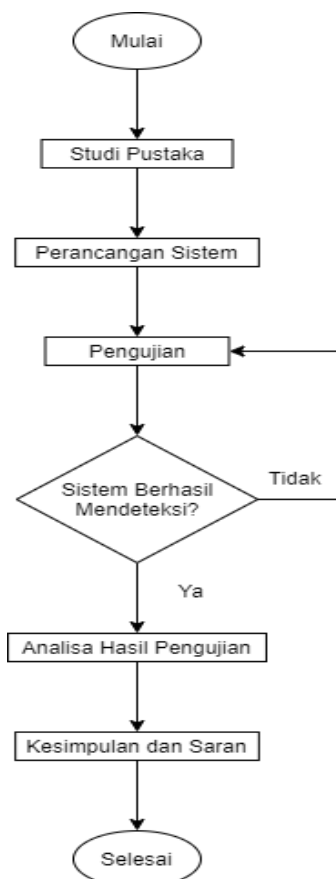 Mulai
Studi Pustaka
Perancangan Sistem
Pengujian
Sistem Berhasil
Mendeteksi?
Tidak
Ya
Analisa Hasil Pengujian
Kesimpulan dan Saran
Selesai